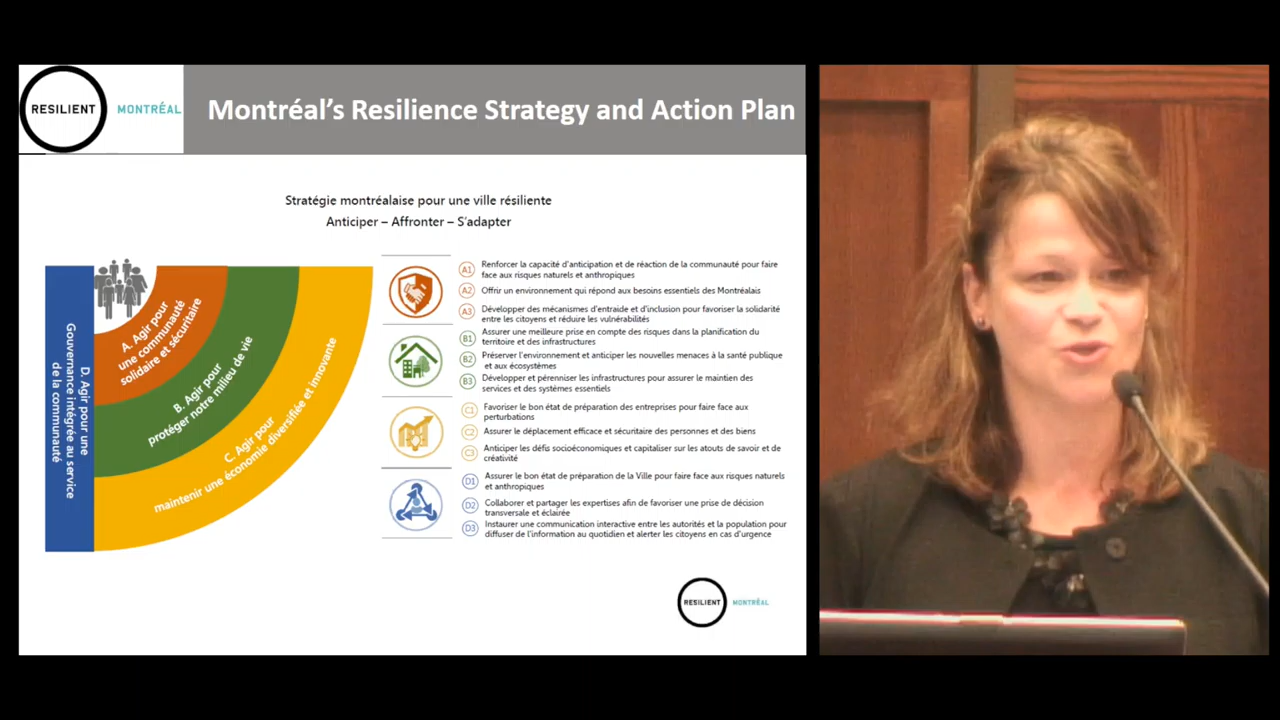 RESILIENT MONTRÉAL
Montréal's Resilience Strategy and Action Plan
Stratégie montréalaise pour une ville résiliente
Anticiper – Affronter – S'adapter
D. Agir pour une
Gouvernance intégrée au service
de la communauté
A. Agir pour
une communauté
solidaire et sécuritaire
B. Agir pour
protéger notre milieu de vie
C. Agir pour
maintenir une économie diversifiée et innovante
A1 Renforcer la capacité d'anticipation et de réaction de la communauté pour faire
face aux risques naturels et anthropiques
A2 Offrir un environnement qui répond aux besoins essentiels des Montréalais
A3 Développer des mécanismes d'entraide et d'inclusion pour favoriser la solidarité
entre les citoyens et réduire les vulnérabilités
B1 Assurer une meilleure prise en compte des risques dans la planification du
territoire et des infrastructures
B2 Préserver l'environnement et anticiper les nouvelles menaces à la santé publique
et aux écosystèmes
B3 Développer et pérenniser les infrastructures pour assurer le maintien des
services et des systèmes essentiels
C1 Favoriser le bon état de préparation des entreprises pour faire face aux
perturbations
C2 Assurer le déplacement efficace et sécuritaire des personnes et des biens
C3 Anticiper les défis socioéconomiques et capitaliser sur les atouts de savoir et de
créativité
D1 Assurer le bon état de préparation de la Ville pour faire face aux risques naturels
et anthropiques
D2 Collaborer et partager les expertises afin de favoriser une prise de décision
transversale et éclairée
D3 Instaurer une communication interactive entre les autorités et la population pour
diffuser de l'information au quotidien et alerter les citoyens en cas d'urgence
RESILIENT MONTRÉAL